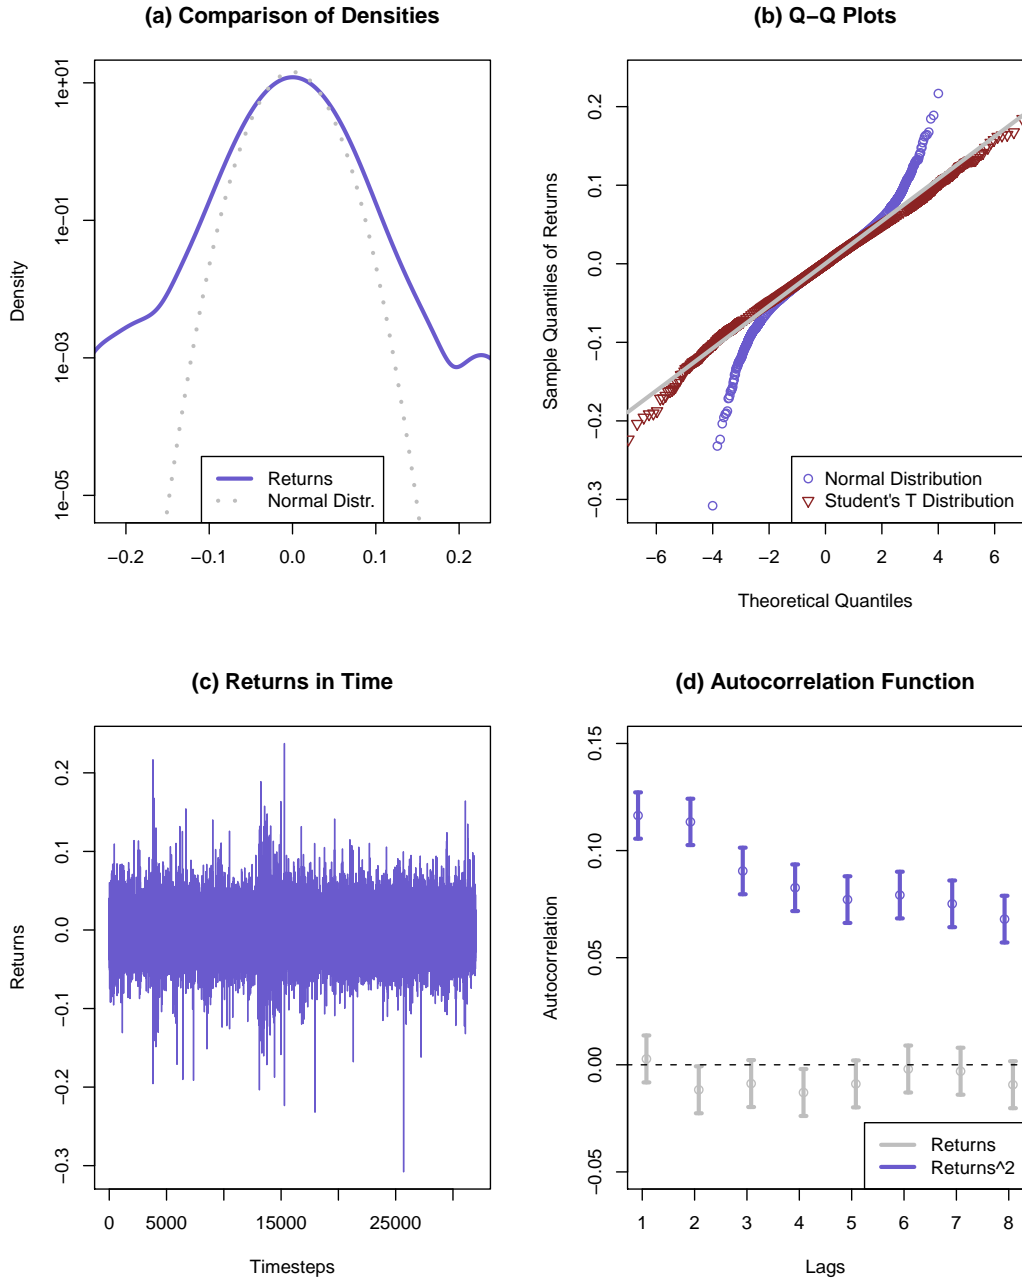 (a) Comparison of Densities
1e+01
1e−01
1e−03
1e−05
Density
−0.2 −0.1 0.0 0.1 0.2
Returns
Normal Distr.
(b) Q−Q Plots
0.2
0.1
0.0
−0.1
−0.2
−0.3
Sample Quantiles of Returns
−6 −4 −2 0 2 4 6
Theoretical Quantiles
Normal Distribution
Student's T Distribution
(c) Returns in Time
0.2
0.1
0.0
−0.1
−0.2
−0.3
Returns
0 5000 15000 25000
Timesteps
(d) Autocorrelation Function
0.15
0.10
0.05
0.00
−0.05
Autocorrelation
1 2 3 4 5 6 7 8
Lags
Returns
Returns^2